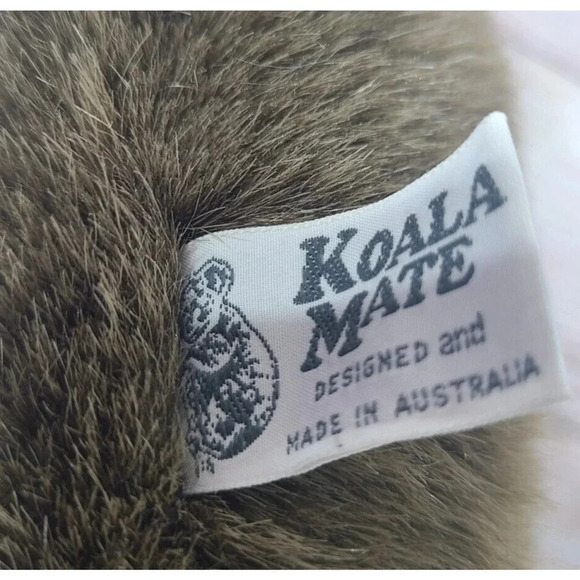 KOALA
MATE
DESIGNED and
MADE IN AUSTRALIA